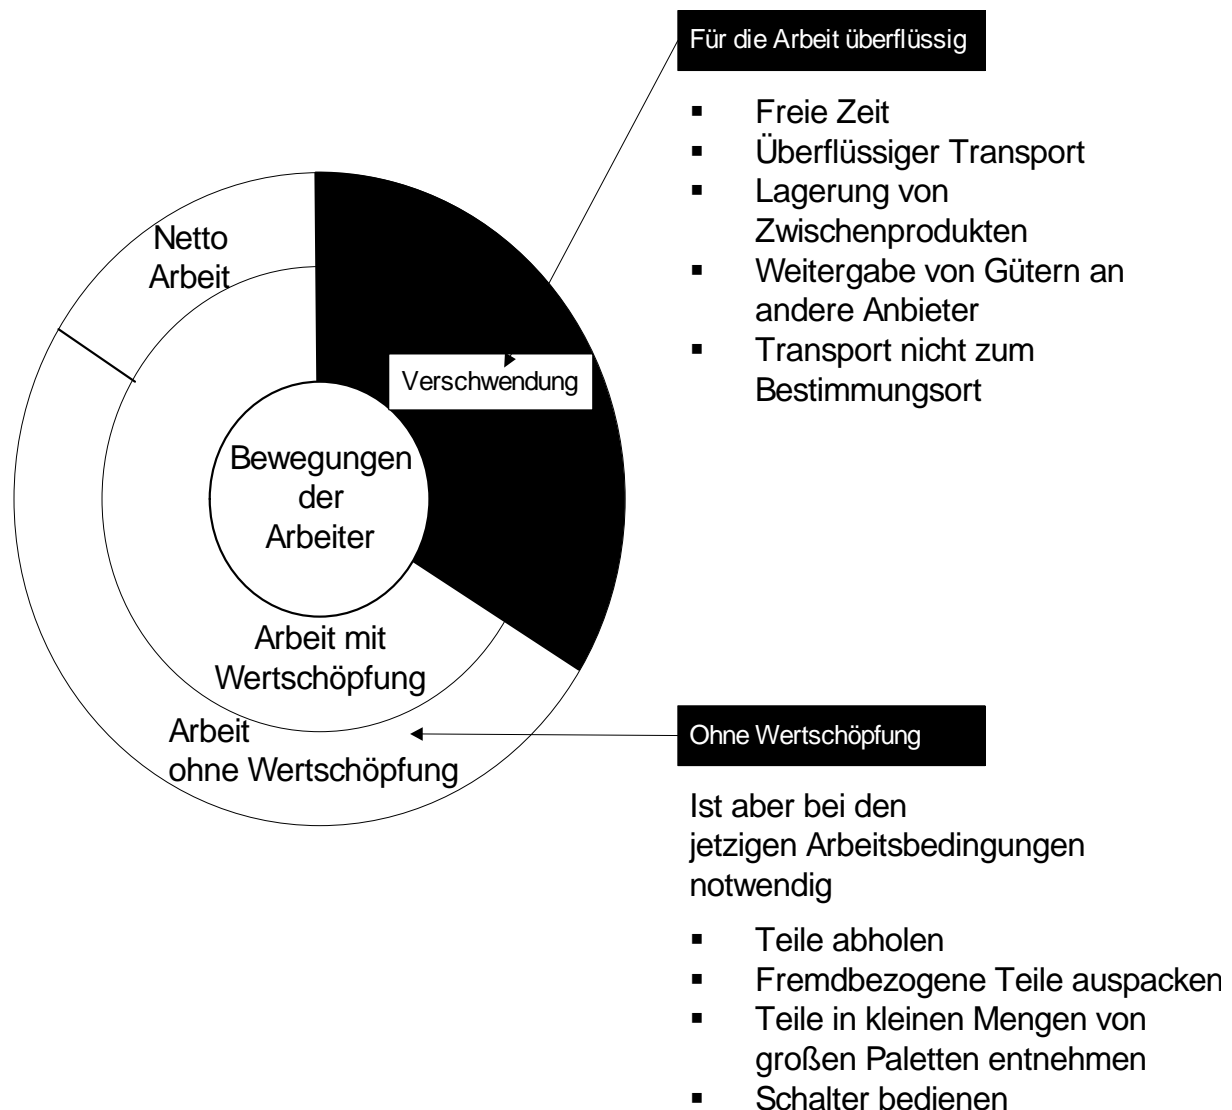 Für die Arbeit überflüssig
▪ Freie Zeit
▪ Überflüssiger Transport
▪ Lagerung von
Zwischenprodukten
▪ Weitergabe von Gütern an
andere Anbieter
▪ Transport nicht zum
Bestimmungsort
Netto
Arbeit
Verschwendung
Bewegungen
der
Arbeiter
Arbeit mit
Wertschöpfung
Arbeit
ohne Wertschöpfung
Ohne Wertschöpfung
Ist aber bei den
jetzigen Arbeitsbedingungen
notwendig
▪ Teile abholen
▪ Fremdbezogene Teile auspacken
▪ Teile in kleinen Mengen von
großen Paletten entnehmen
▪ Schalter bedienen